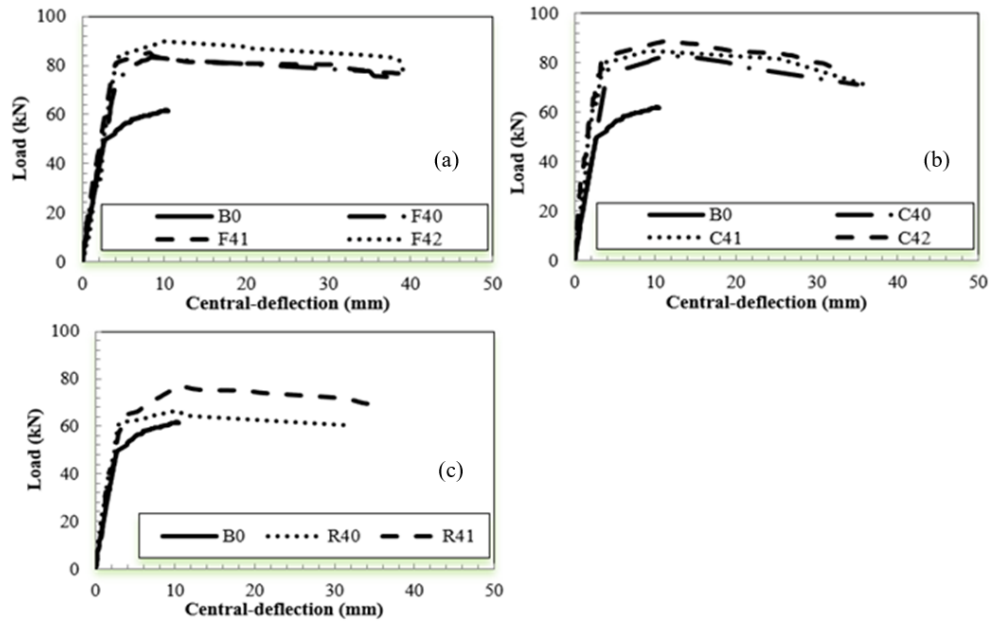 100
80
60
40
20
0
Load (kN)
(a)
B0 F40
F41 F42
0 10 20 30 40 50
Central-deflection (mm)
100
80
60
40
20
0
Load (kN)
(b)
B0 C40
C41 C42
0 10 20 30 40 50
Central-deflection (mm)
100
80
60
40
20
0
Load (kN)
(c)
B0 R40 R41
0 10 20 30 40 50
Central-deflection (mm)